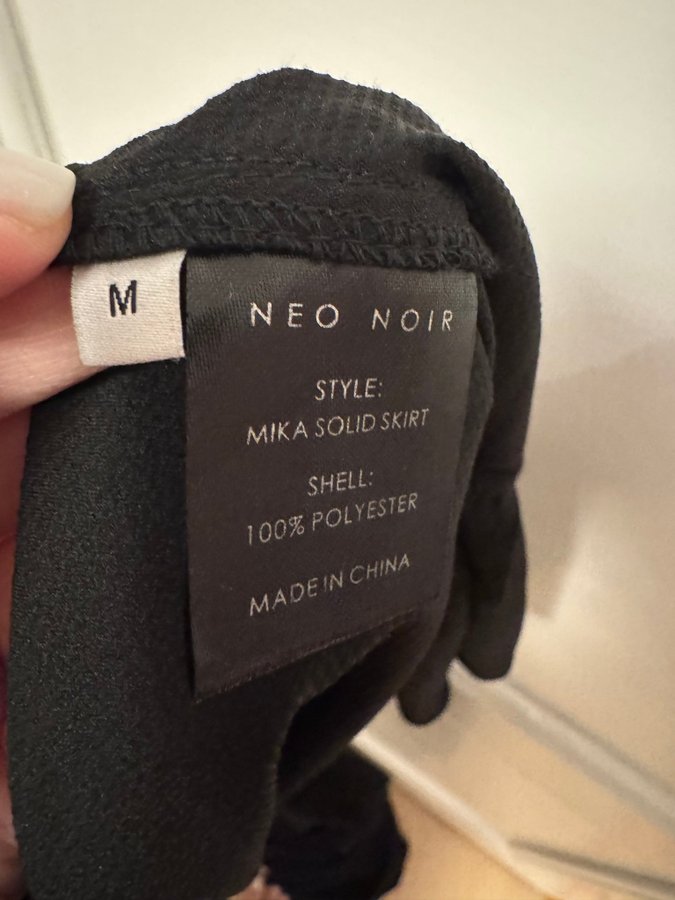 M
NEO NOIR
STYLE:
MIKA SOLID SKIRT
SHELL:
100% POLYESTER
MADE IN CHINA